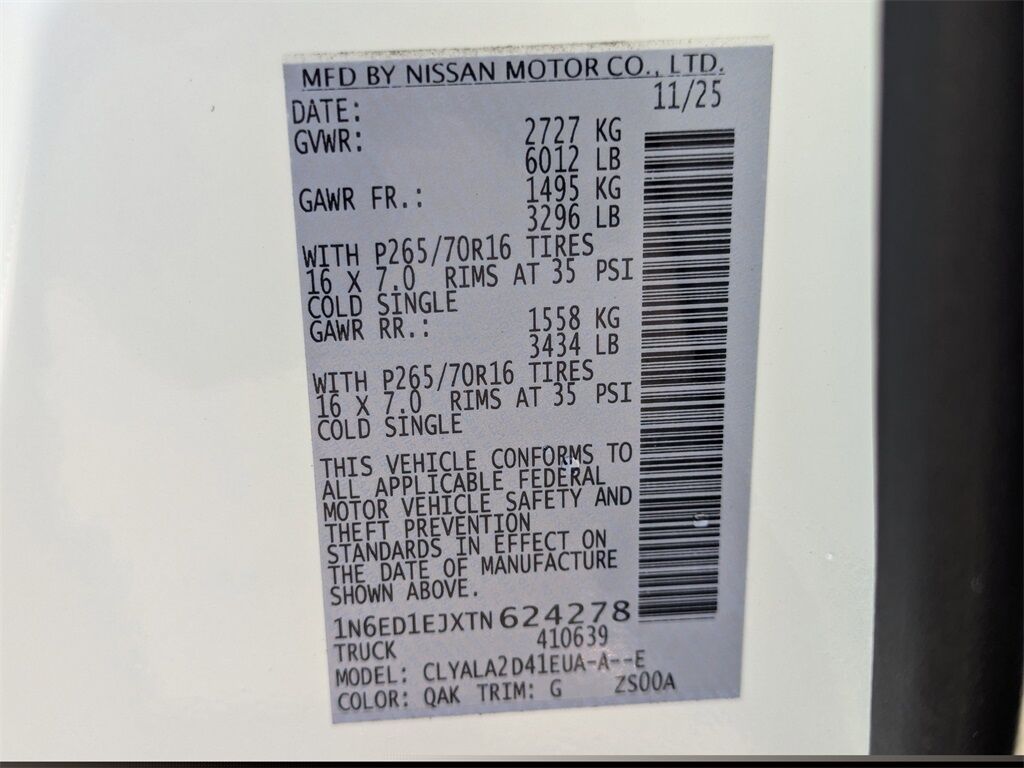 MFD BY NISSAN MOTOR CO., LTD.
DATE: 11/25
GVWR: 2727 KG
6012 LB
GAWR FR.: 1495 KG
3296 LB
WITH P265/70R16 TIRES
16 X 7.0 RIMS AT 35 PSI
COLD SINGLE
GAWR RR.: 1558 KG
3434 LB
WITH P265/70R16 TIRES
16 X 7.0 RIMS AT 35 PSI
COLD SINGLE
THIS VEHICLE CONFORMS TO
ALL APPLICABLE FEDERAL
MOTOR VEHICLE SAFETY AND
THEFT PREVENTION
STANDARDS IN EFFECT ON
THE DATE OF MANUFACTURE
SHOWN ABOVE.
1N6ED1EJXTN624278
TRUCK 410639
MODEL: CLYALA2D41EUA-A--E
COLOR: QAK TRIM: G ZS00A